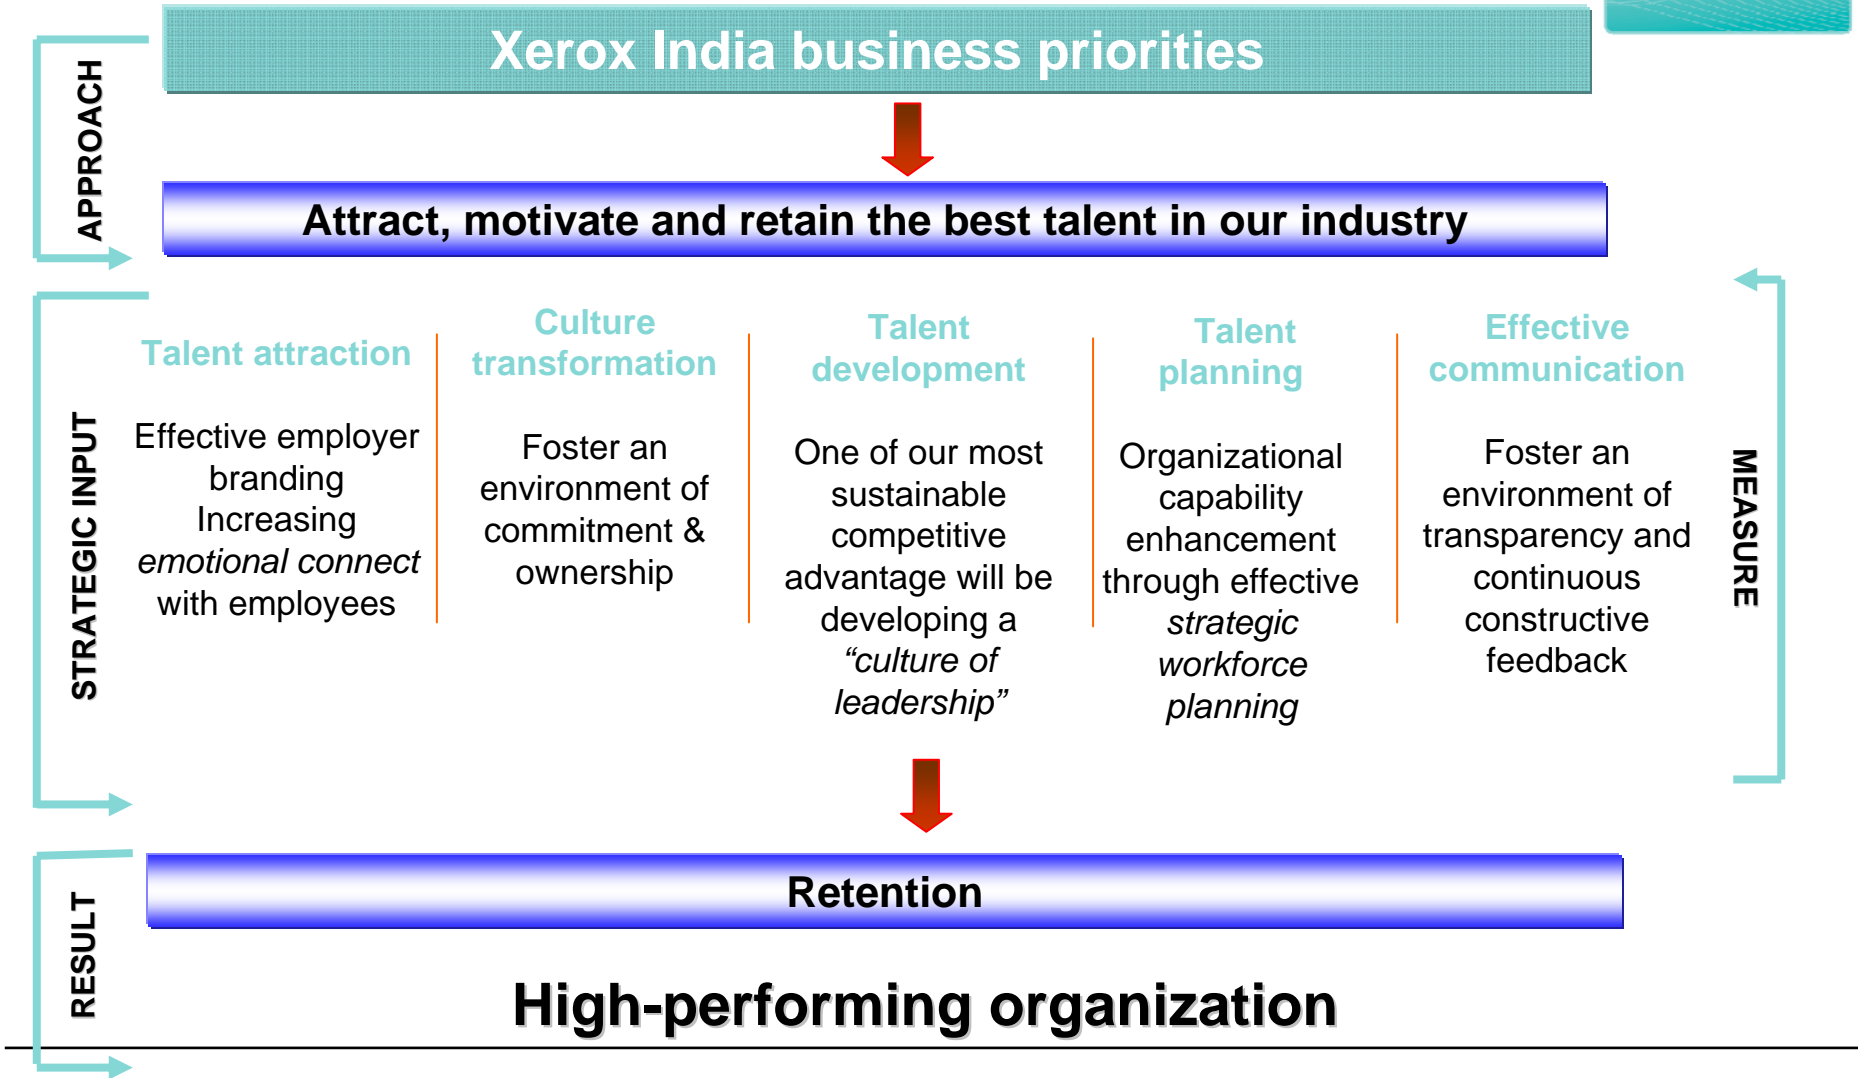 Xerox India business priorities
APPROACH
Attract, motivate and retain the best talent in our industry
STRATEGIC INPUT
Talent attraction
Effective employer
branding
Increasing
emotional connect
with employees
Culture
transformation
Foster an
environment of
commitment &
ownership
Talent
development
One of our most
sustainable
competitive
advantage will be
developing a
“culture of
leadership”
Talent
planning
Organizational
capability
enhancement
through effective
strategic
workforce
planning
Effective
communication
Foster an
environment of
transparency and
continuous
constructive
feedback
MEASURE
RESULT
Retention
High-performing organization